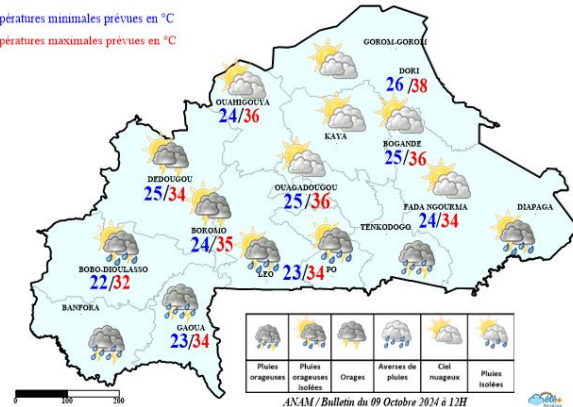 pératures minimales prévues en °C
pératures maximales prévues en °C
GOROM-GOROM
DORI
26/38
OUAHIGOUYA
24/36
KAYA
BOGANDE
25/36
DEDOUGOU
25/34
OUAGADOUGOU
25/36
FADA NGOURMA
24/34
DIAPAGA
BOROMO
24/35
TENKODOGO
BOBO-DIOULASSO
22/32
LEO 23/34 PO
BANFORA
GAOUA
23/34
Pluies orageuses
Pluies orageuses isolées
Orages
Averses de pluies
Ciel nuageux
Pluies isolées
0 100 200
ANAM / Bulletin du 09 Octobre 2024 à 12H